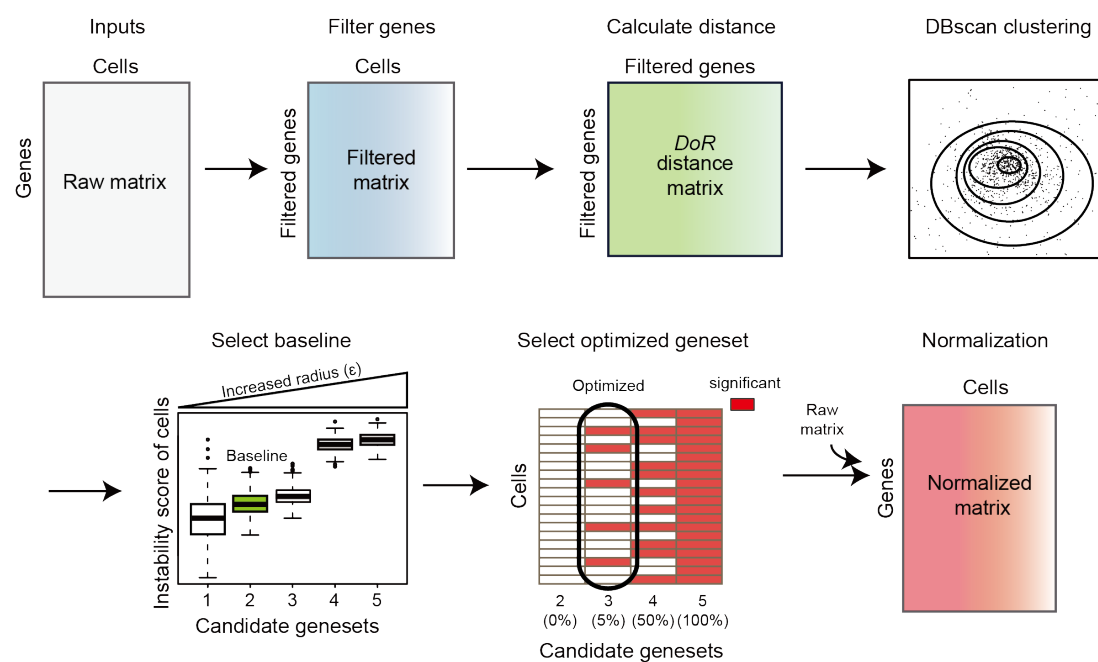 Inputs
Filter genes
Calculate distance
DBscan clustering
Cells
Cells
Filtered genes
Genes
Raw matrix
Filtered genes
Filtered
matrix
Filtered genes
DoR
distance
matrix
Select baseline
Select optimized geneset
Normalization
Increased radius (ε)
Instability score of cells
Baseline
1
2
3
4
5
Candidate genesets
Optimized
significant
Cells
2
3
4
5
(0%)
(5%)
(50%)
(100%)
Candidate genesets
Raw
matrix
Cells
Genes
Normalized
matrix